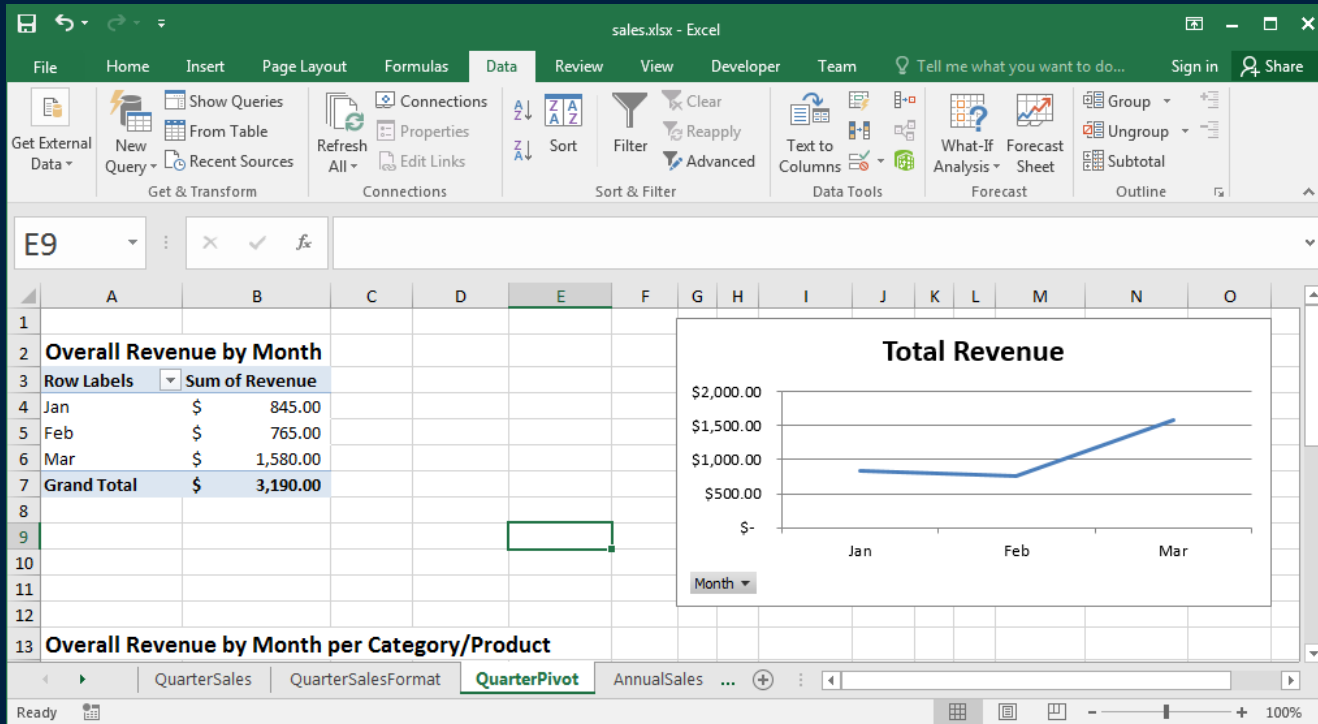 sales.xlsx - Excel
File Home Insert Page Layout Formulas Data Review View Developer Team Tell me what you want to do... Sign in Share
Get External Data
New Query
Show Queries
From Table
Recent Sources
Get & Transform
Refresh All
Connections
Properties
Edit Links
Connections
Z A
A Z
Sort
Filter
Clear
Reapply
Advanced
Sort & Filter
Text to Columns
Data Tools
What-If Analysis
Forecast Sheet
Forecast
Group
Ungroup
Subtotal
Outline
E9 fx
A B C D E F G H I J K L M N O
1
2 Overall Revenue by Month
3 Row Labels Sum of Revenue
4 Jan $ 845.00
5 Feb $ 765.00
6 Mar $ 1,580.00
7 Grand Total $ 3,190.00
8
9
10
11
12
13 Overall Revenue by Month per Category/Product
Total Revenue
$2,000.00
$1,500.00
$1,000.00
$500.00
$-
Jan Feb Mar
Month
QuarterSales QuarterSalesFormat QuarterPivot AnnualSales ...
Ready 100%